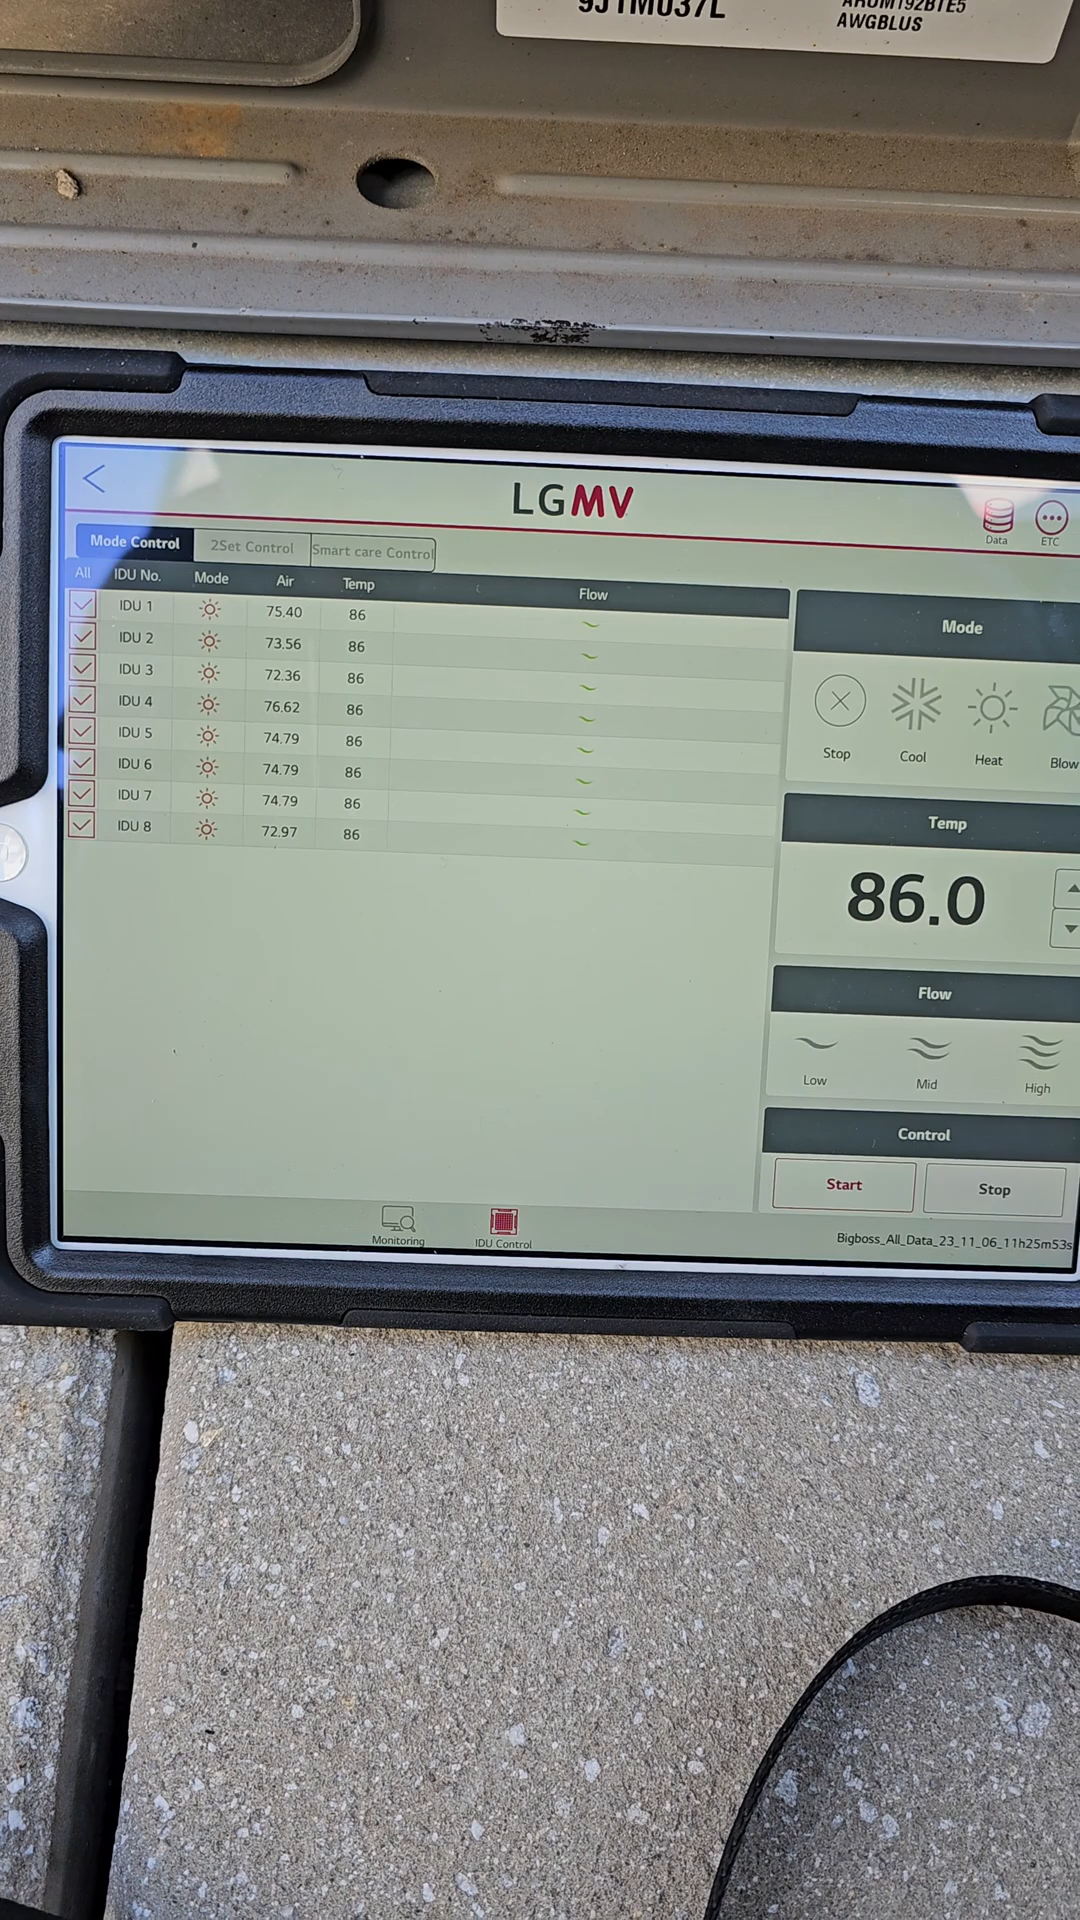 9J1M037L
ARUM192BTE5
AWGBLUS
LGMV
Data
ETC
Mode Control 2Set Control Smart care Control
All IDU No. Mode Air Temp Flow
IDU 1 75.40 86
IDU 2 73.56 86
IDU 3 72.36 86
IDU 4 76.62 86
IDU 5 74.79 86
IDU 6 74.79 86
IDU 7 74.79 86
IDU 8 72.97 86
Mode
Stop Cool Heat Blow
Temp
86.0
Flow
Low Mid High
Control
Start Stop
Monitoring IDU Control
Bigboss_All_Data_23_11_06_11h25m53s